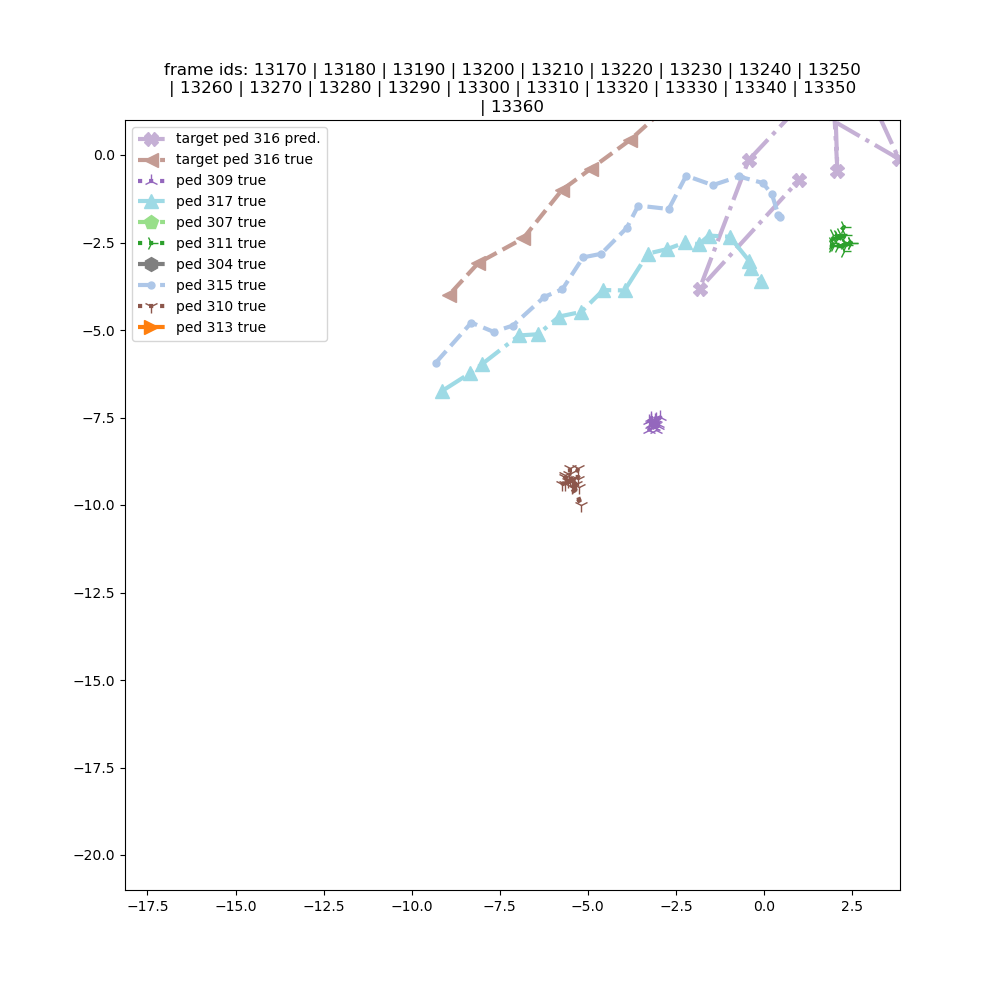 frame ids: 13170 | 13180 | 13190 | 13200 | 13210 | 13220 | 13230 | 13240 | 13250
| 13260 | 13270 | 13280 | 13290 | 13300 | 13310 | 13320 | 13330 | 13340 | 13350
| 13360
target ped 316 pred.
target ped 316 true
ped 309 true
ped 317 true
ped 307 true
ped 311 true
ped 304 true
ped 315 true
ped 310 true
ped 313 true
0.0
−2.5
−5.0
−7.5
−10.0
−12.5
−15.0
−17.5
−20.0
−17.5 −15.0 −12.5 −10.0 −7.5 −5.0 −2.5 0.0 2.5